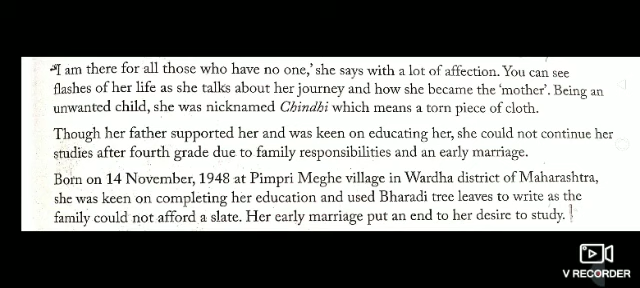 “I am there for all those who have no one,’ she says with a lot of affection. You can see
flashes of her life as she talks about her journey and how she became the ‘mother’. Being an
unwanted child, she was nicknamed Chindhi which means a torn piece of cloth.
Though her father supported her and was keen on educating her, she could not continue her
studies after fourth grade due to family responsibilities and an early marriage.
Born on 14 November, 1948 at Pimpri Meghe village in Wardha district of Maharashtra,
she was keen on completing her education and used Bharadi tree leaves to write as the
family could not afford a slate. Her early marriage put an end to her desire to study.
V RECORDER